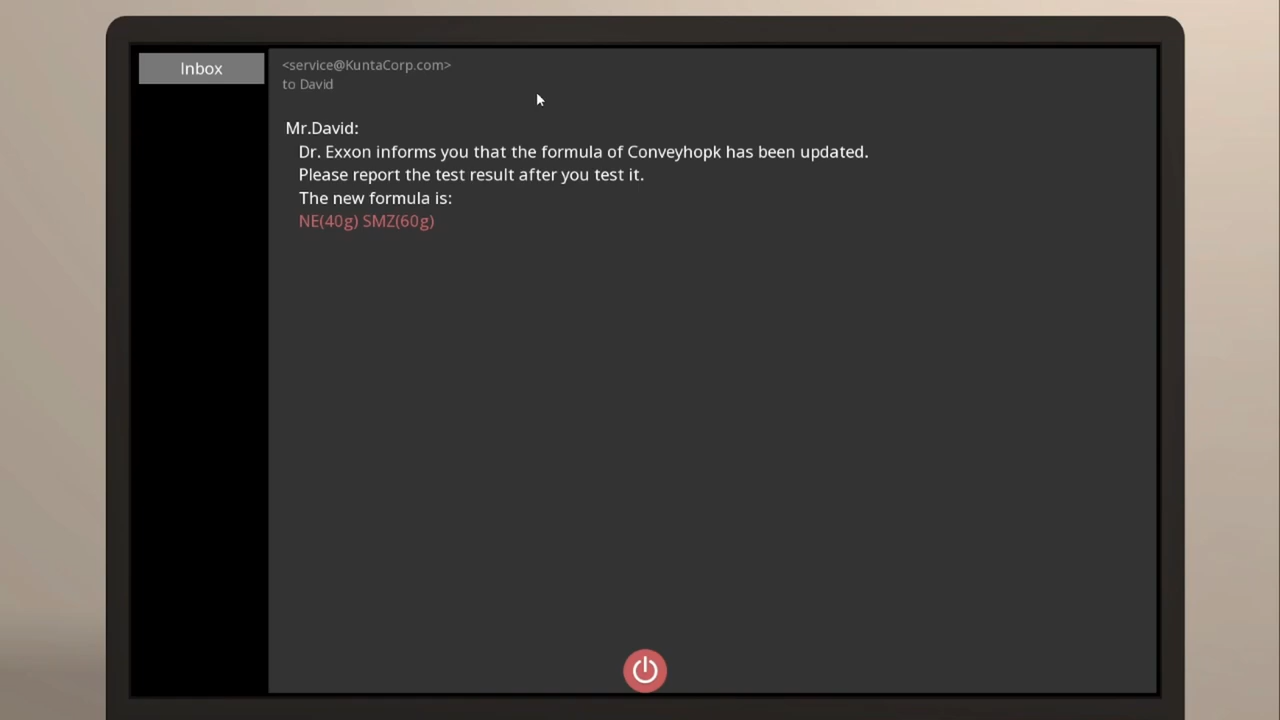 Inbox
<service@KuntaCorp.com>
to David
Mr.David:
Dr. Exxon informs you that the formula of Conveyhopk has been updated.
Please report the test result after you test it.
The new formula is:
NE(40g) SMZ(60g)